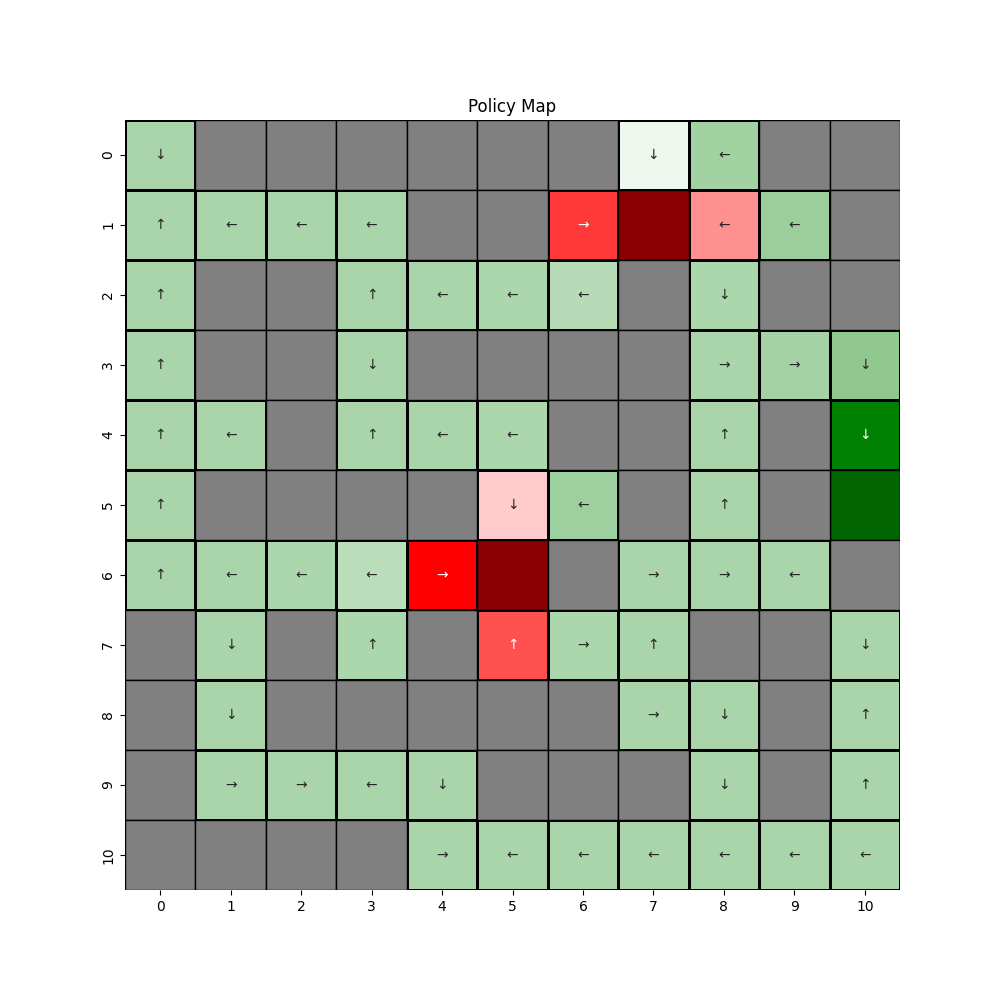 Policy Map
0 ↓ ↓ ←
1 ↑ ← ← ← → ← ←
2 ↑ ↑ ← ← ← ↓
3 ↑ ↓ → → ↓
4 ↑ ← ↑ ← ← ↑ ↓
5 ↑ ↓ ← ↑
6 ↑ ← ← ← → → → ←
7 ↓ ↑ ↑ → ↑ ↓
8 ↓ → ↓ ↑
9 → → ← ↓ ↓ ↑
10 → ← ← ← ← ← ←
0 1 2 3 4 5 6 7 8 9 10